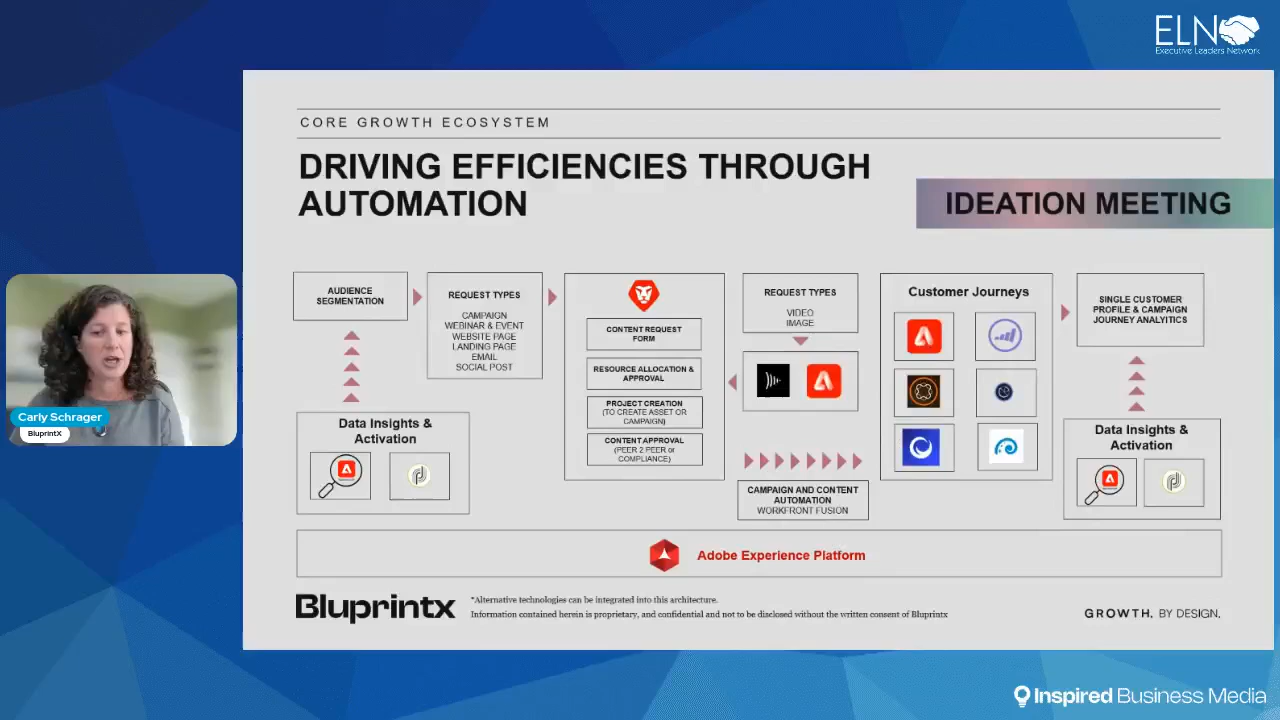 ELN
Executive Leaders Network
CORE GROWTH ECOSYSTEM
DRIVING EFFICIENCIES THROUGH
AUTOMATION
IDEATION MEETING
AUDIENCE
SEGMENTATION
Data Insights &
Activation
REQUEST TYPES
CAMPAIGN
WEBINAR & EVENT
WEBSITE PAGE
LANDING PAGE
EMAIL
SOCIAL POST
CONTENT REQUEST
FORM
RESOURCE ALLOCATION &
APPROVAL
PROJECT CREATION
(TO CREATE ASSET OR
CAMPAIGN)
CONTENT APPROVAL
(PEER 2 PEER or
COMPLIANCE)
REQUEST TYPES
VIDEO
IMAGE
CAMPAIGN AND CONTENT
AUTOMATION
WORKFRONT FUSION
Customer Journeys
SINGLE CUSTOMER
PROFILE & CAMPAIGN
JOURNEY ANALYITICS
Data Insights &
Activation
Adobe Experience Platform
Bluprintx
*Alternative technologies can be integrated into this architecture.
Information contained herein is proprietary, and confidential and not to be disclosed without the written consent of Bluprintx
GROWTH. BY DESIGN.
Carly Schrager
BluprintX
Inspired Business Media